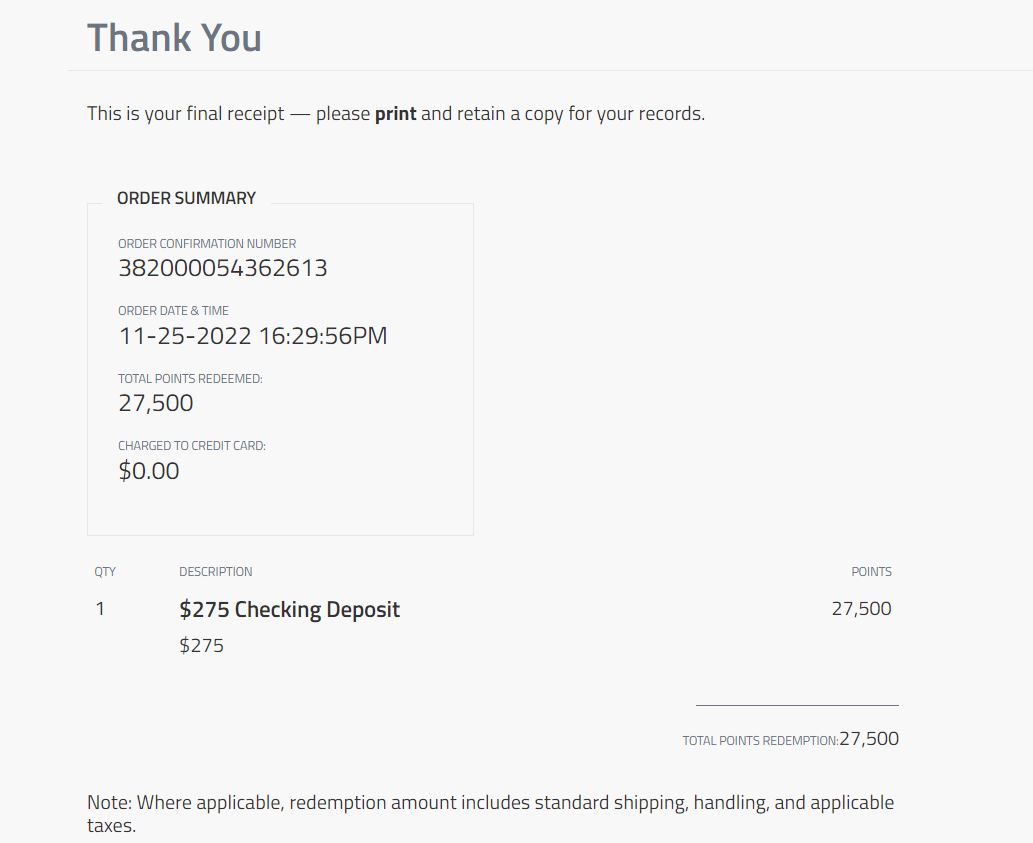 Thank You
This is your final receipt — please print and retain a copy for your records.
ORDER SUMMARY
ORDER CONFIRMATION NUMBER
382000054362613
ORDER DATE & TIME
11-25-2022 16:29:56PM
TOTAL POINTS REDEEMED:
27,500
CHARGED TO CREDIT CARD:
$0.00
QTY DESCRIPTION POINTS
1 $275 Checking Deposit 27,500
$275
TOTAL POINTS REDEMPTION:27,500
Note: Where applicable, redemption amount includes standard shipping, handling, and applicable
taxes.